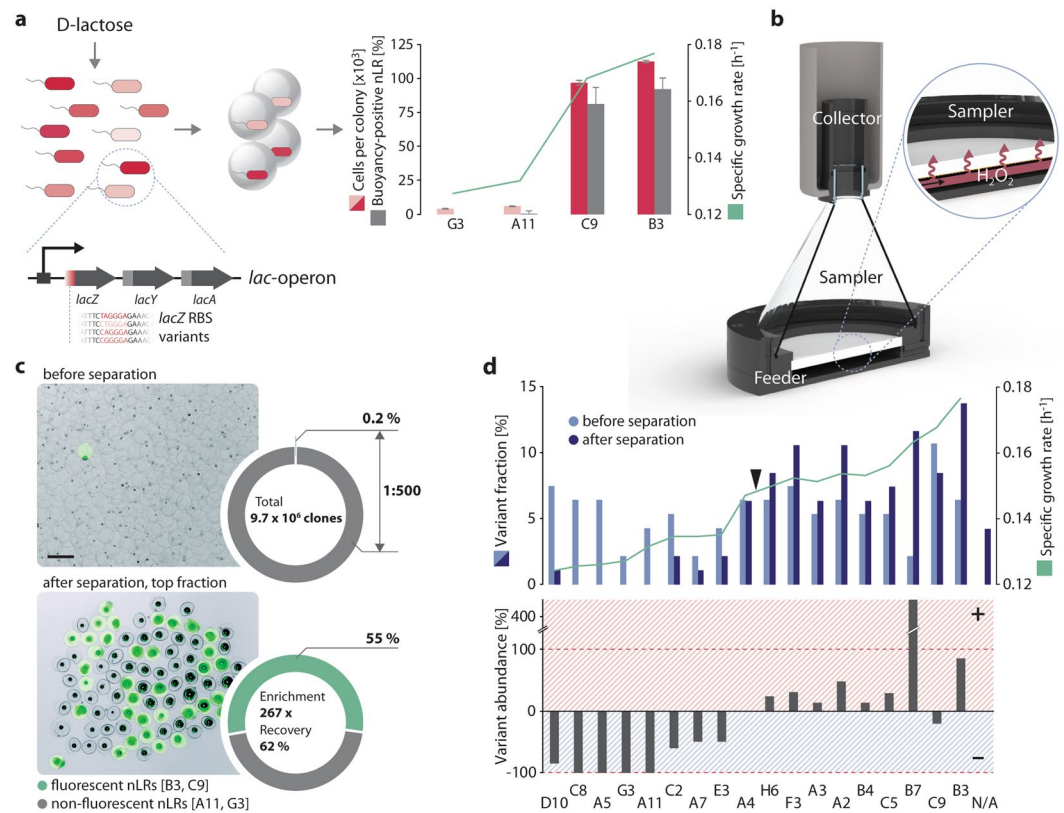 a
D-lactose
lac-operon
lacZ
lacY
lacA
lacZ RBS
variants
ATTTCTAGGGAGAAAC
ATTTCCTGGGAGAAAC
ATTTCCAGGGAGAAAC
ATTTCCGGGGAGAAAC
Cells per colony [x10³]
Buoyancy-positive nLR [%]
125
100
75
50
25
0
G3
A11
C9
B3
0.18
0.16
0.14
0.12
Specific growth rate [h⁻¹]
b
Collector
Sampler
Feeder
Sampler
H₂O₂
c
before separation
0.2 %
1:500
Total
9.7 x 10⁶ clones
after separation, top fraction
55 %
Enrichment
267 x
Recovery
62 %
fluorescent nLRs [B3, C9]
non-fluorescent nLRs [A11, G3]
d
Variant fraction [%]
15
10
5
0
before separation
after separation
0.18
0.16
0.14
0.12
Specific growth rate [h⁻¹]
Variant abundance [%]
400
100
0
-100
+
−
D10
C8
A5
G3
A11
C2
A7
E3
A4
H6
F3
A3
A2
B4
C5
B7
C9
B3
N/A